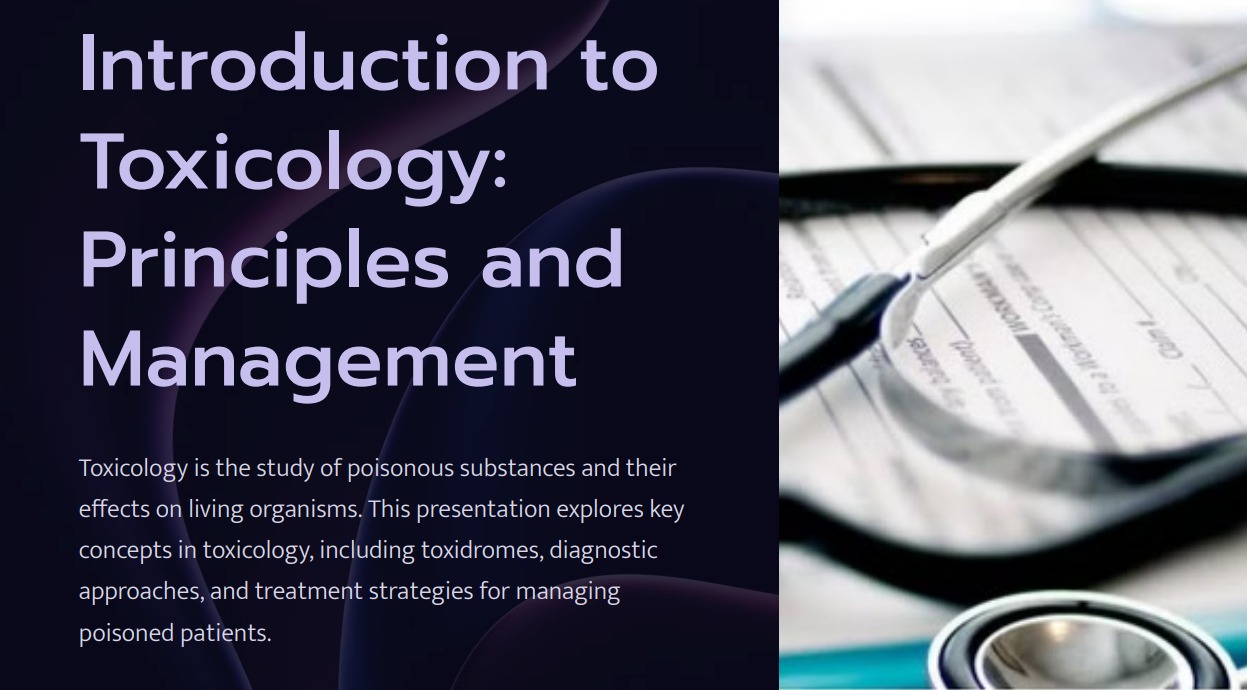 Introduction to
Toxicology:
Principles and
Management
Toxicology is the study of poisonous substances and their
effects on living organisms. This presentation explores key
concepts in toxicology, including toxidromes, diagnostic
approaches, and treatment strategies for managing
poisoned patients.